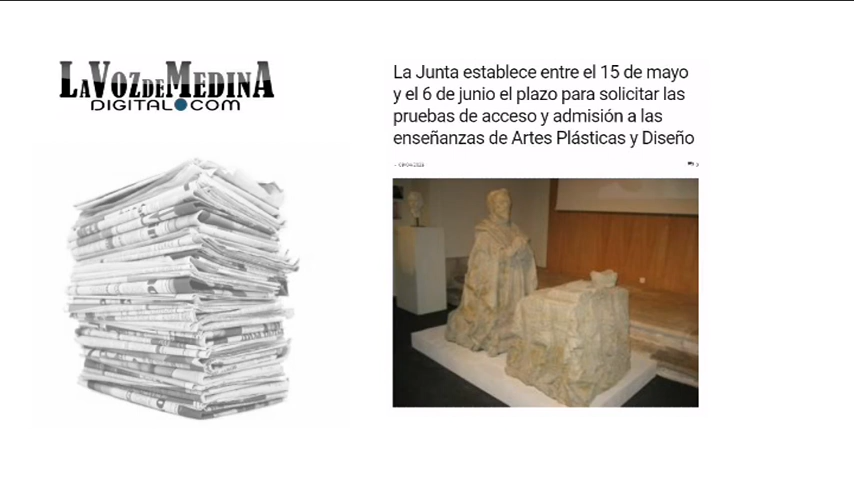 LAVOZDEMEDINA
DIGITAL.COM
La Junta establece entre el 15 de mayo
y el 6 de junio el plazo para solicitar las
pruebas de acceso y admisión a las
enseñanzas de Artes Plásticas y Diseño